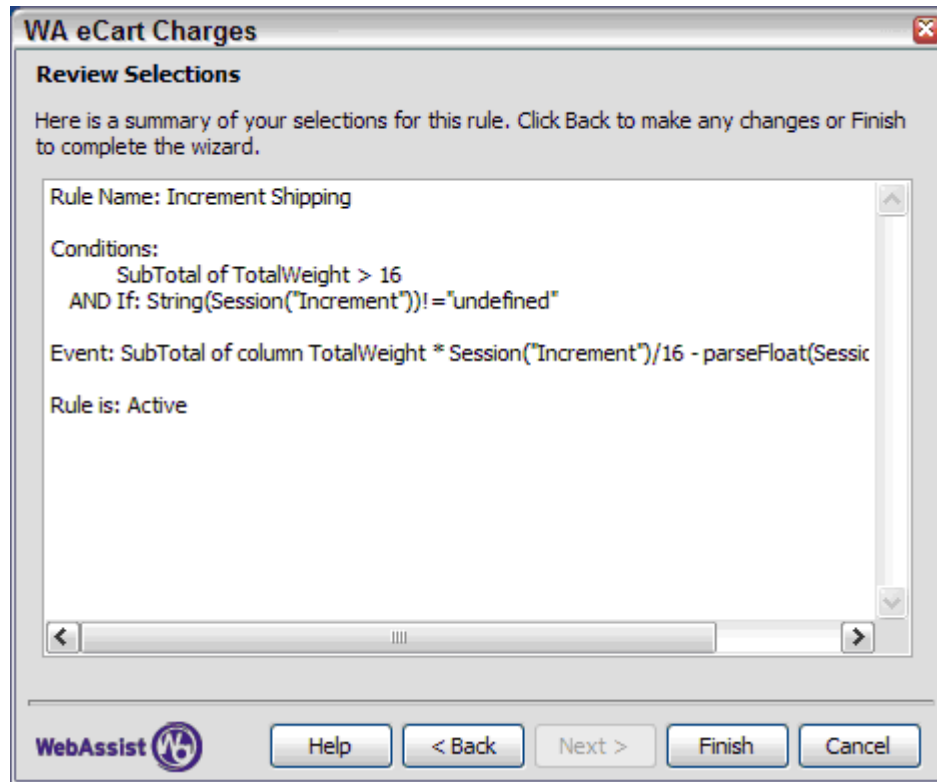 WA eCart Charges
Review Selections
Here is a summary of your selections for this rule. Click Back to make any changes or Finish
to complete the wizard.
Rule Name: Increment Shipping
Conditions:
SubTotal of TotalWeight > 16
AND If: String(Session("Increment"))!="undefined"
Event: SubTotal of column TotalWeight * Session("Increment")/16 - parseFloat(Sessic
Rule is: Active
WebAssist
Help
< Back
Next >
Finish
Cancel